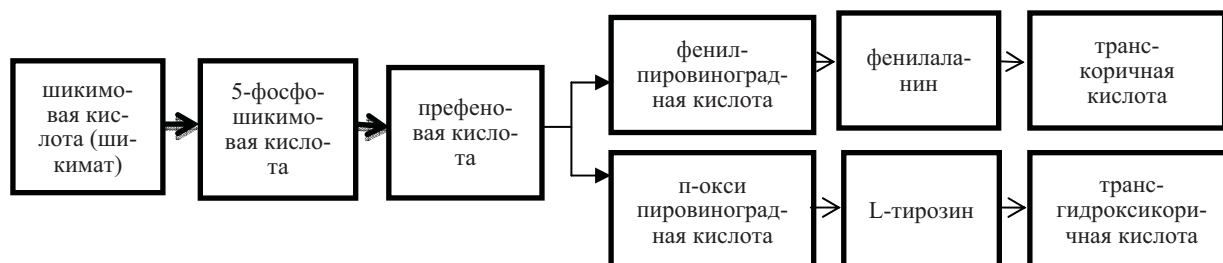 шикимо
вая кис-
лота (ши-
кимат)
5-фосфо
шикимо
вая кисло-
та
префено
вая кисло-
та
фенил-
пировиноград-
ная кислота
фенилала-
нин
транс-
коричная
кислота
п-окси
пировиноград-
ная кислота
L-тирозин
транс-
гидроксикори-
чная кислота